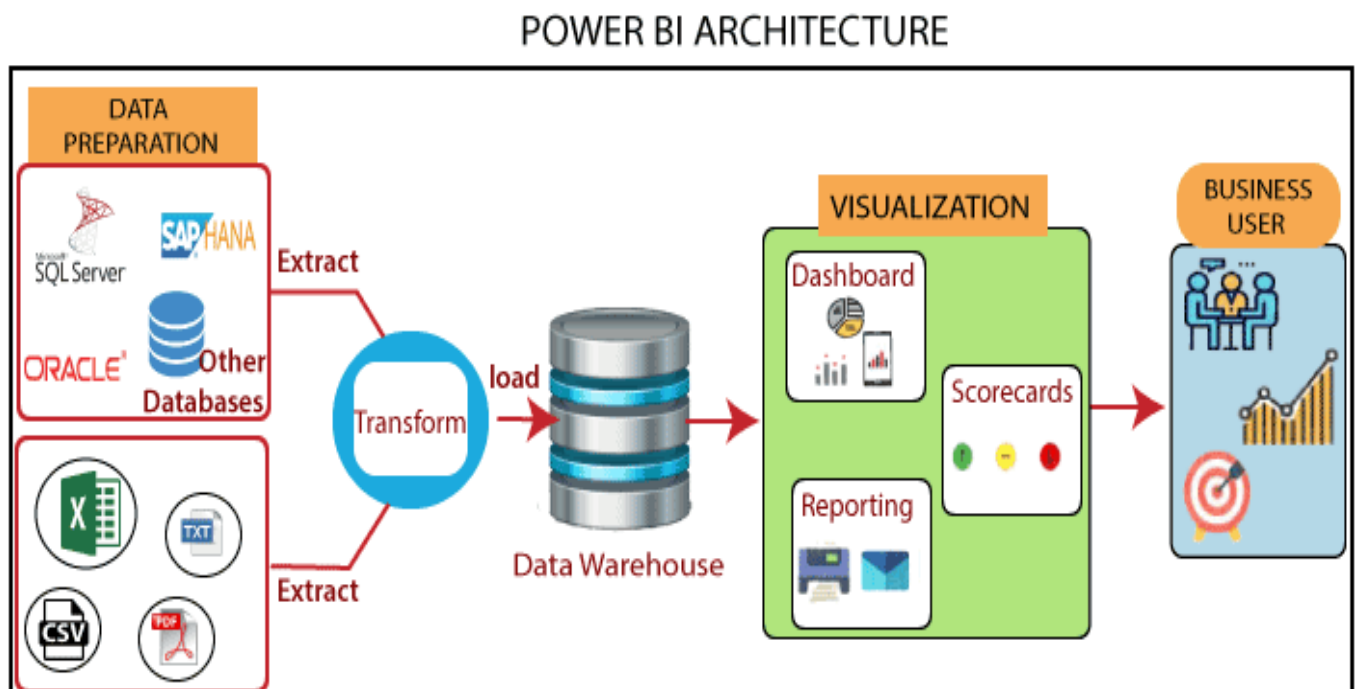 POWER BI ARCHITECTURE
DATA
PREPARATION
Microsoft
SQL Server
SAP HANA
ORACLE
Other
Databases
Extract
X
TXT
CSV
PDF
Extract
Transform
load
Data Warehouse
VISUALIZATION
Dashboard
Scorecards
Reporting
BUSINESS
USER